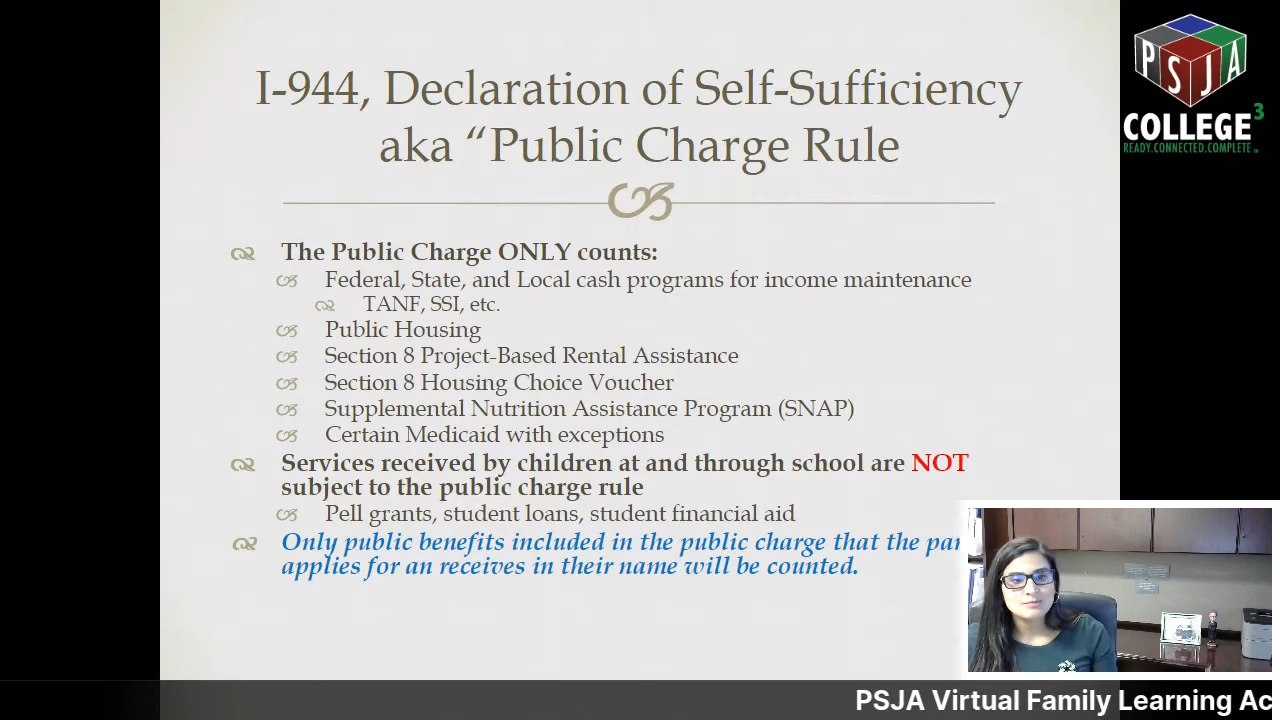 I-944, Declaration of Self-Sufficiency
aka “Public Charge Rule
The Public Charge ONLY counts:
Federal, State, and Local cash programs for income maintenance
TANF, SSI, etc.
Public Housing
Section 8 Project-Based Rental Assistance
Section 8 Housing Choice Voucher
Supplemental Nutrition Assistance Program (SNAP)
Certain Medicaid with exceptions
Services received by children at and through school are NOT
subject to the public charge rule
Pell grants, student loans, student financial aid
Only public benefits included in the public charge that the par
applies for an receives in their name will be counted.
PSJA
COLLEGE³
READY.CONNECTED.COMPLETE
PSJA Virtual Family Learning Ac